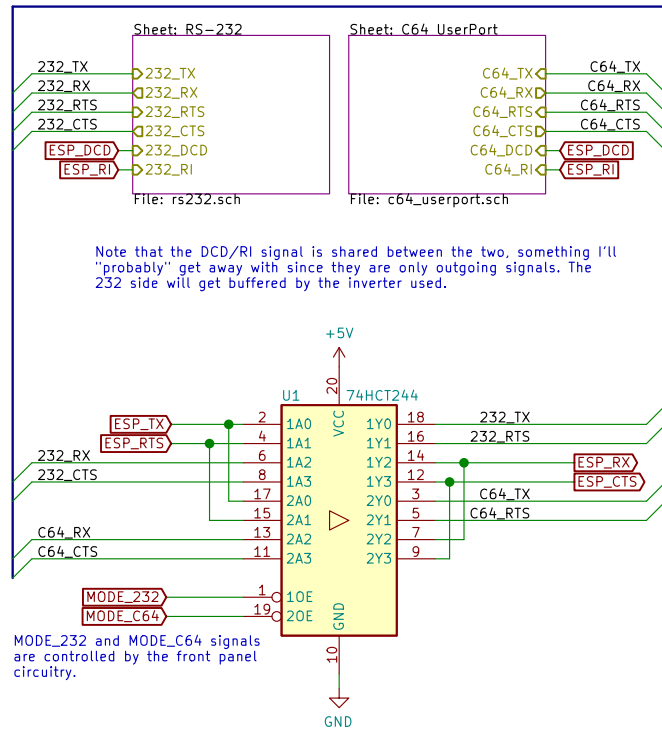 Sheet: RS-232
Sheet: C64 UserPort
232_TX 232_TX C64_TX C64_TX
232_RX 232_RX C64_RX C64_RX
232_RTS 232_RTS C64_RTS C64_RTS
232_CTS 232_CTS C64_CTS C64_CTS
ESP_DCD 232_DCD C64_DCD ESP_DCD
ESP_RI 232_RI C64_RI ESP_RI
File: rs232.sch
File: c64_userport.sch
Note that the DCD/RI signal is shared between the two, something I'll
"probably" get away with since they are only outgoing signals. The
232 side will get buffered by the inverter used.
+5V
20
U1 74HCT244
VCC
ESP_TX 2 1A0 1Y0 18 232_TX
ESP_RTS 4 1A1 1Y1 16 232_RTS
232_RX 6 1A2 1Y2 14 ESP_RX
232_CTS 8 1A3 1Y3 12 ESP_CTS
17 2A0 2Y0 3 C64_TX
15 2A1 2Y1 5 C64_RTS
C64_RX 13 2A2 2Y2 7
C64_CTS 11 2A3 2Y3 9
MODE_232 1 1OE
MODE_C64 19 2OE
GND
10
MODE_232 and MODE_C64 signals
are controlled by the front panel
circuitry.
GND